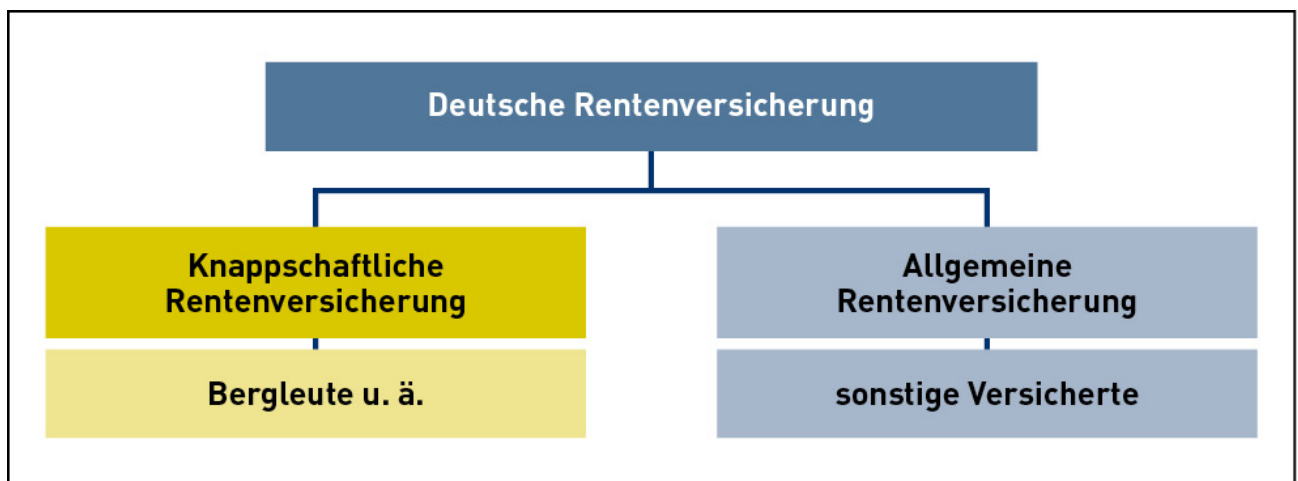 Deutsche Rentenversicherung
Knappschaftliche
Rentenversicherung
Allgemeine
Rentenversicherung
Bergleute u. ä.
sonstige Versicherte